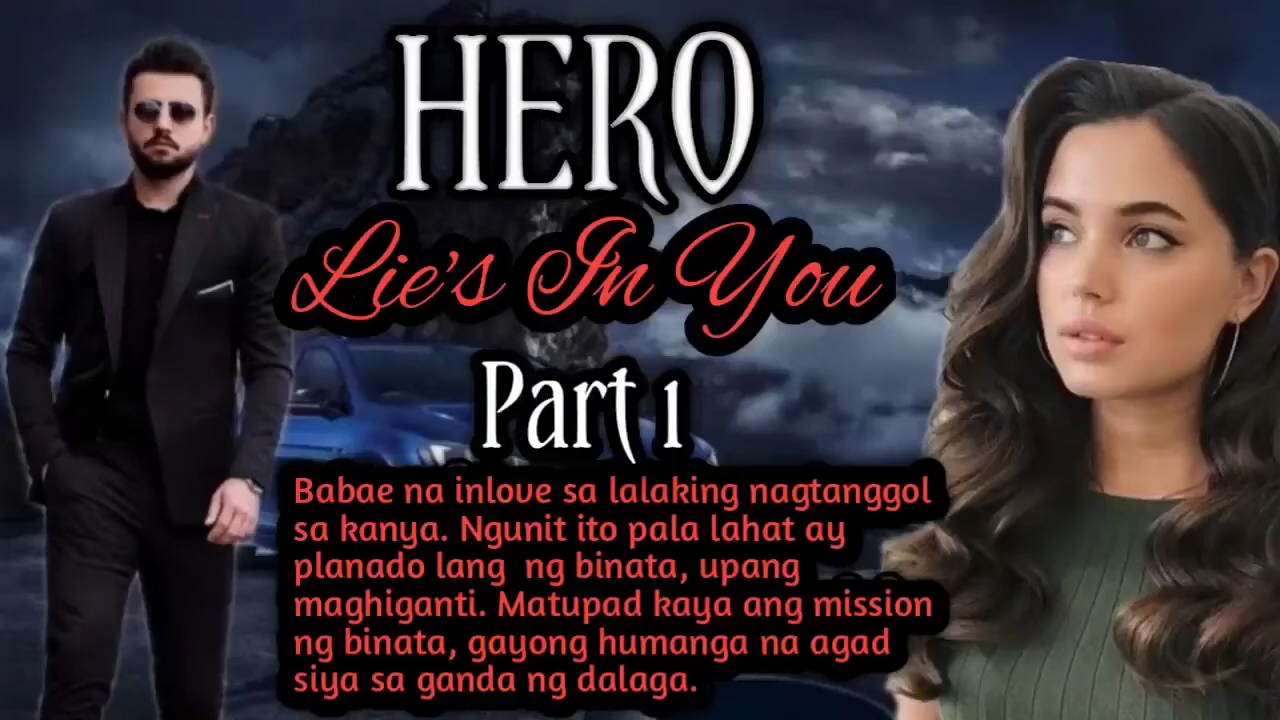 HERO
Lie's In You
Part 1
Babae na inlove sa lalaking nagtanggol
sa kanya. Ngunit ito pala lahat ay
planado lang ng binata, upang
maghiganti. Matupad kaya ang mission
ng binata, gayong humanga na agad
siya sa ganda ng dalaga.